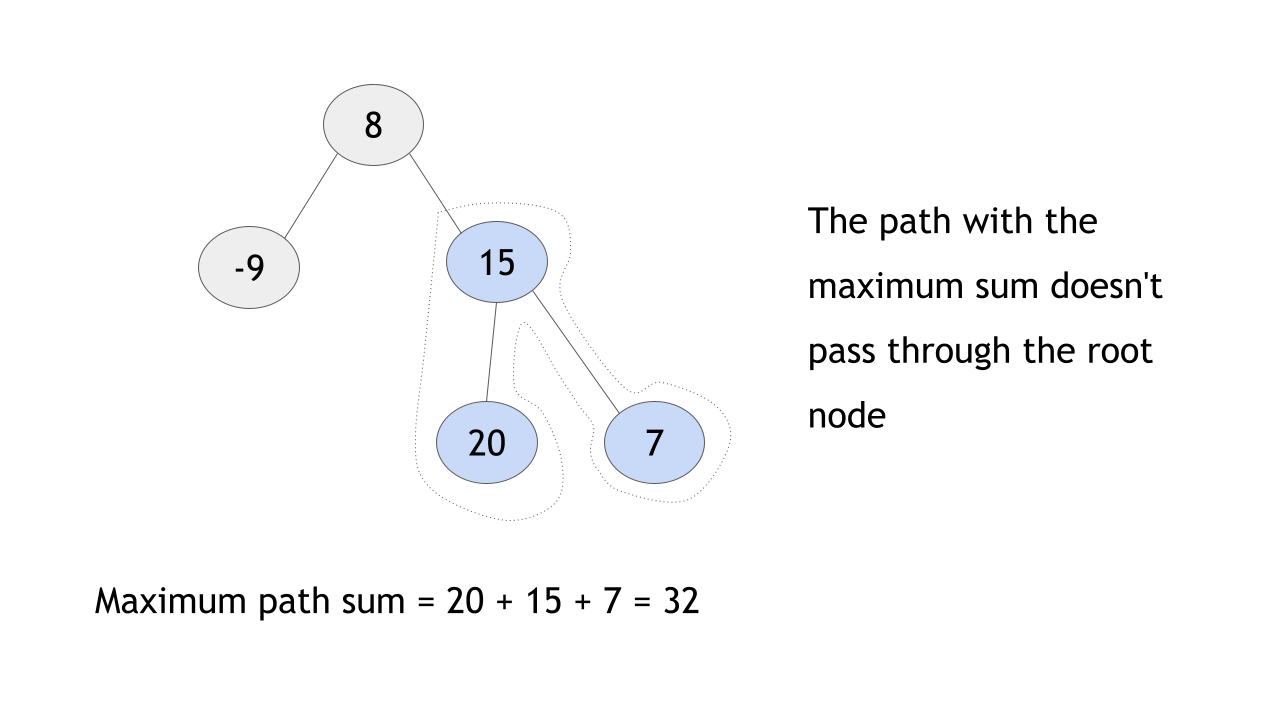 8
-9
15
The path with the
maximum sum doesn't
pass through the root
node
20
7
Maximum path sum = 20 + 15 + 7 = 32